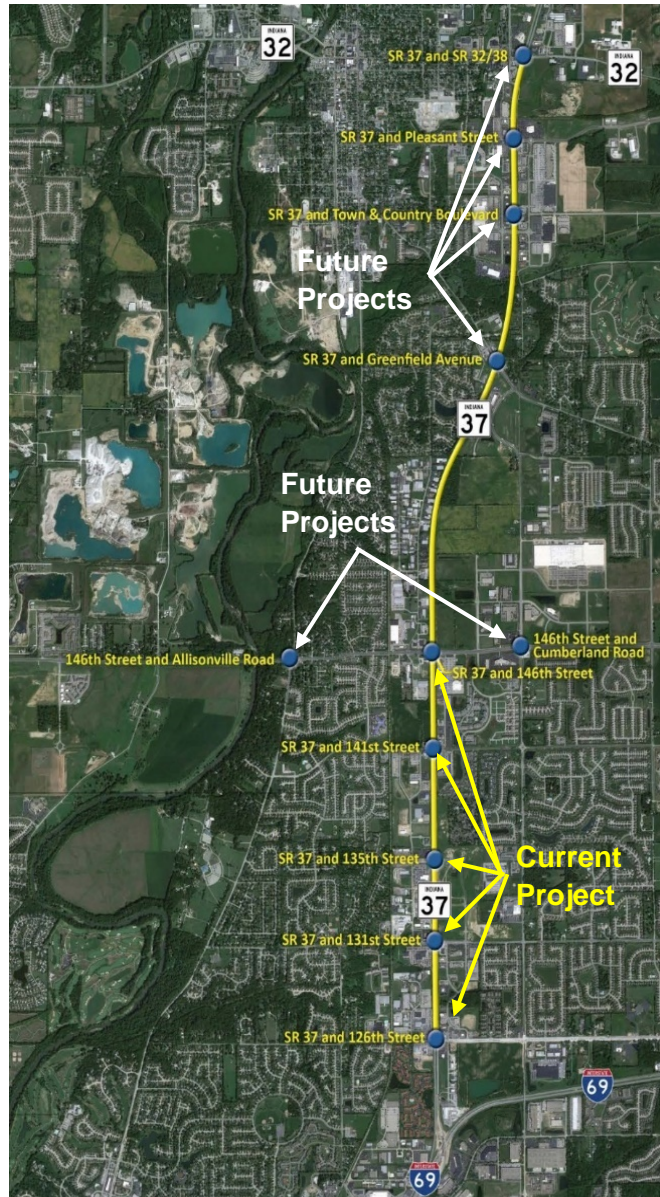 INDIANA
32
SR 37 and SR 32/38
INDIANA
32
SR 37 and Pleasant Street
SR 37 and Town & Country Boulevard
Future
Projects
SR 37 and Greenfield Avenue
INDIANA
37
Future
Projects
146th Street and
Cumberland Road
146th Street and Allisonville Road
SR 37 and 146th Street
SR 37 and 141st Street
SR 37 and 135th Street
Current
Project
INDIANA
37
SR 37 and 131st Street
SR 37 and 126th Street
INTERSTATE
69
INTERSTATE
69